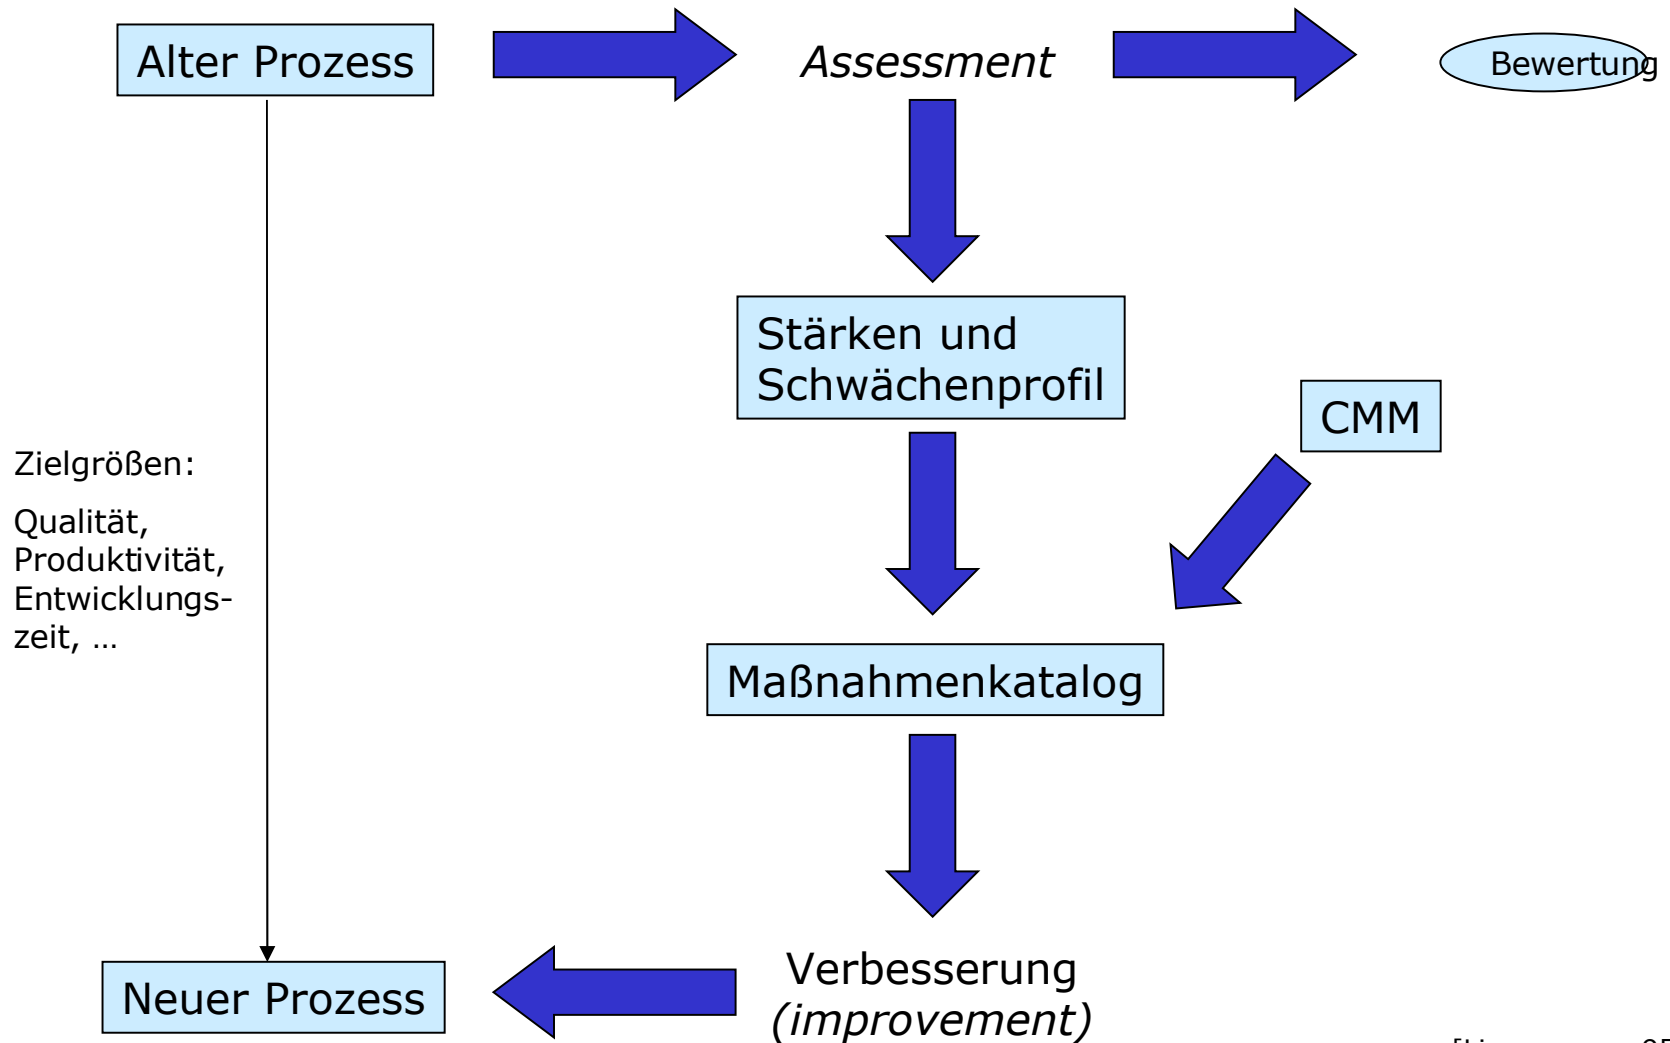 Alter Prozess
Assessment
Bewertung
Stärken und
Schwächenprofil
CMM
Zielgrößen:
Qualität,
Produktivität,
Entwicklungs-
zeit, …
Maßnahmenkatalog
Verbesserung
(improvement)
Neuer Prozess